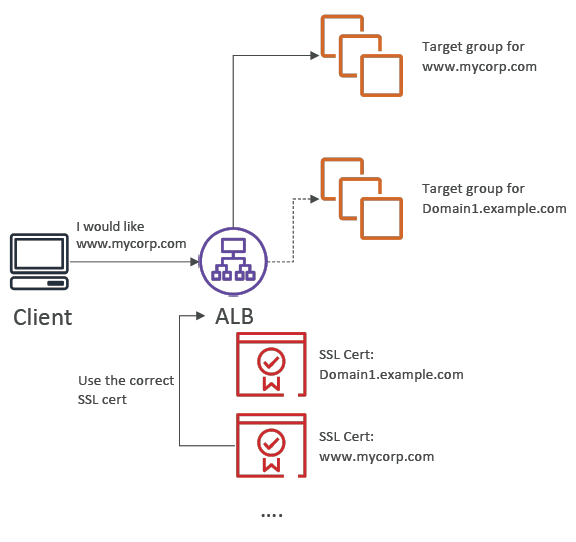 Target group for
www.mycorp.com
Target group for
Domain1.example.com
I would like
www.mycorp.com
Client
ALB
SSL Cert:
Domain1.example.com
Use the correct
SSL cert
SSL Cert:
www.mycorp.com
....